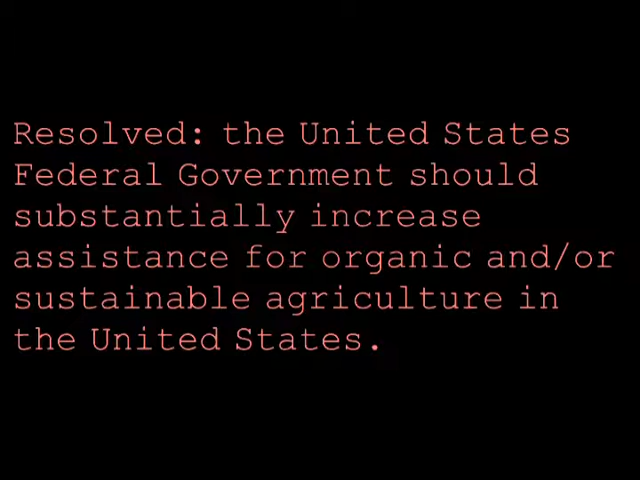 Resolved: the United States
Federal Government should
substantially increase
assistance for organic and/or
sustainable agriculture in
the United States.